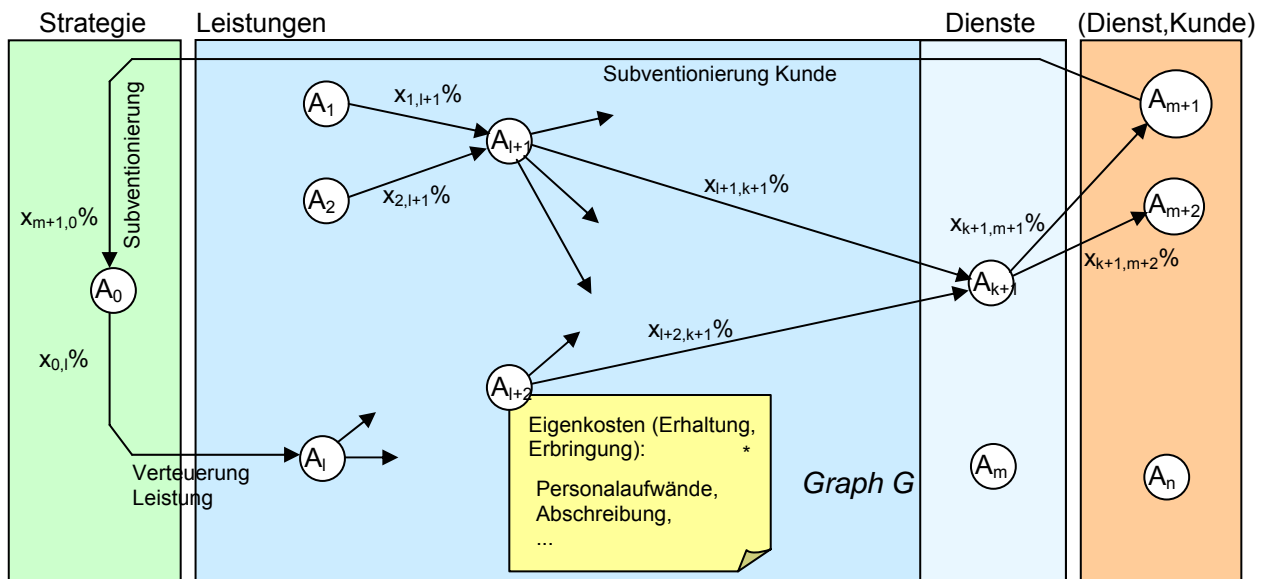 Strategie
Leistungen
Dienste
(Dienst,Kunde)
Subventionierung Kunde
Subventionierung
A1
x1,l+1%
Al+1
Am+1
A2
x2,l+1%
xl+1,k+1%
Am+2
xm+1,0%
xk+1,m+1%
xk+1,m+2%
A0
Ak+1
x0,l%
xl+2,k+1%
Al+2
Eigenkosten (Erhaltung,
Erbringung): *
Personalaufwände,
Abschreibung,
...
Al
Verteuerung
Leistung
Graph G
Am
An